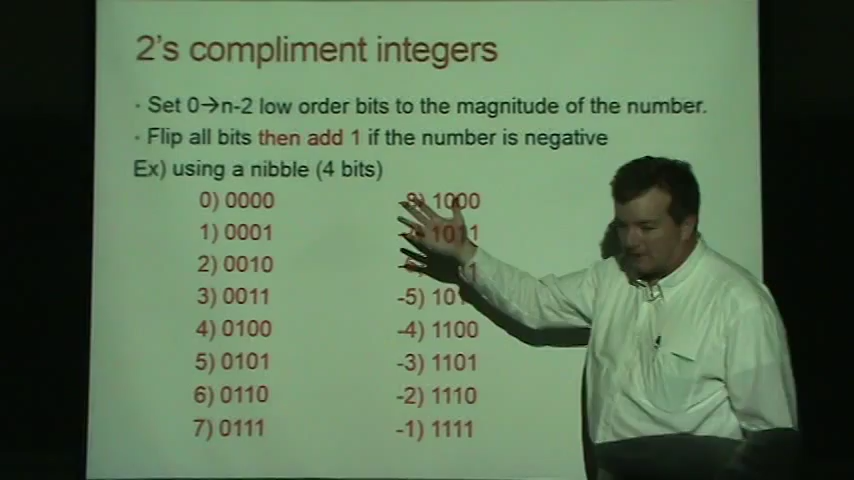 2's compliment integers
· Set 0→n-2 low order bits to the magnitude of the number.
· Flip all bits then add 1 if the number is negative
Ex) using a nibble (4 bits)
0) 0000 -8) 1000
1) 0001 1011
2) 0010
3) 0011 -5)
4) 0100 -4) 1100
5) 0101 -3) 1101
6) 0110 -2) 1110
7) 0111 -1) 1111